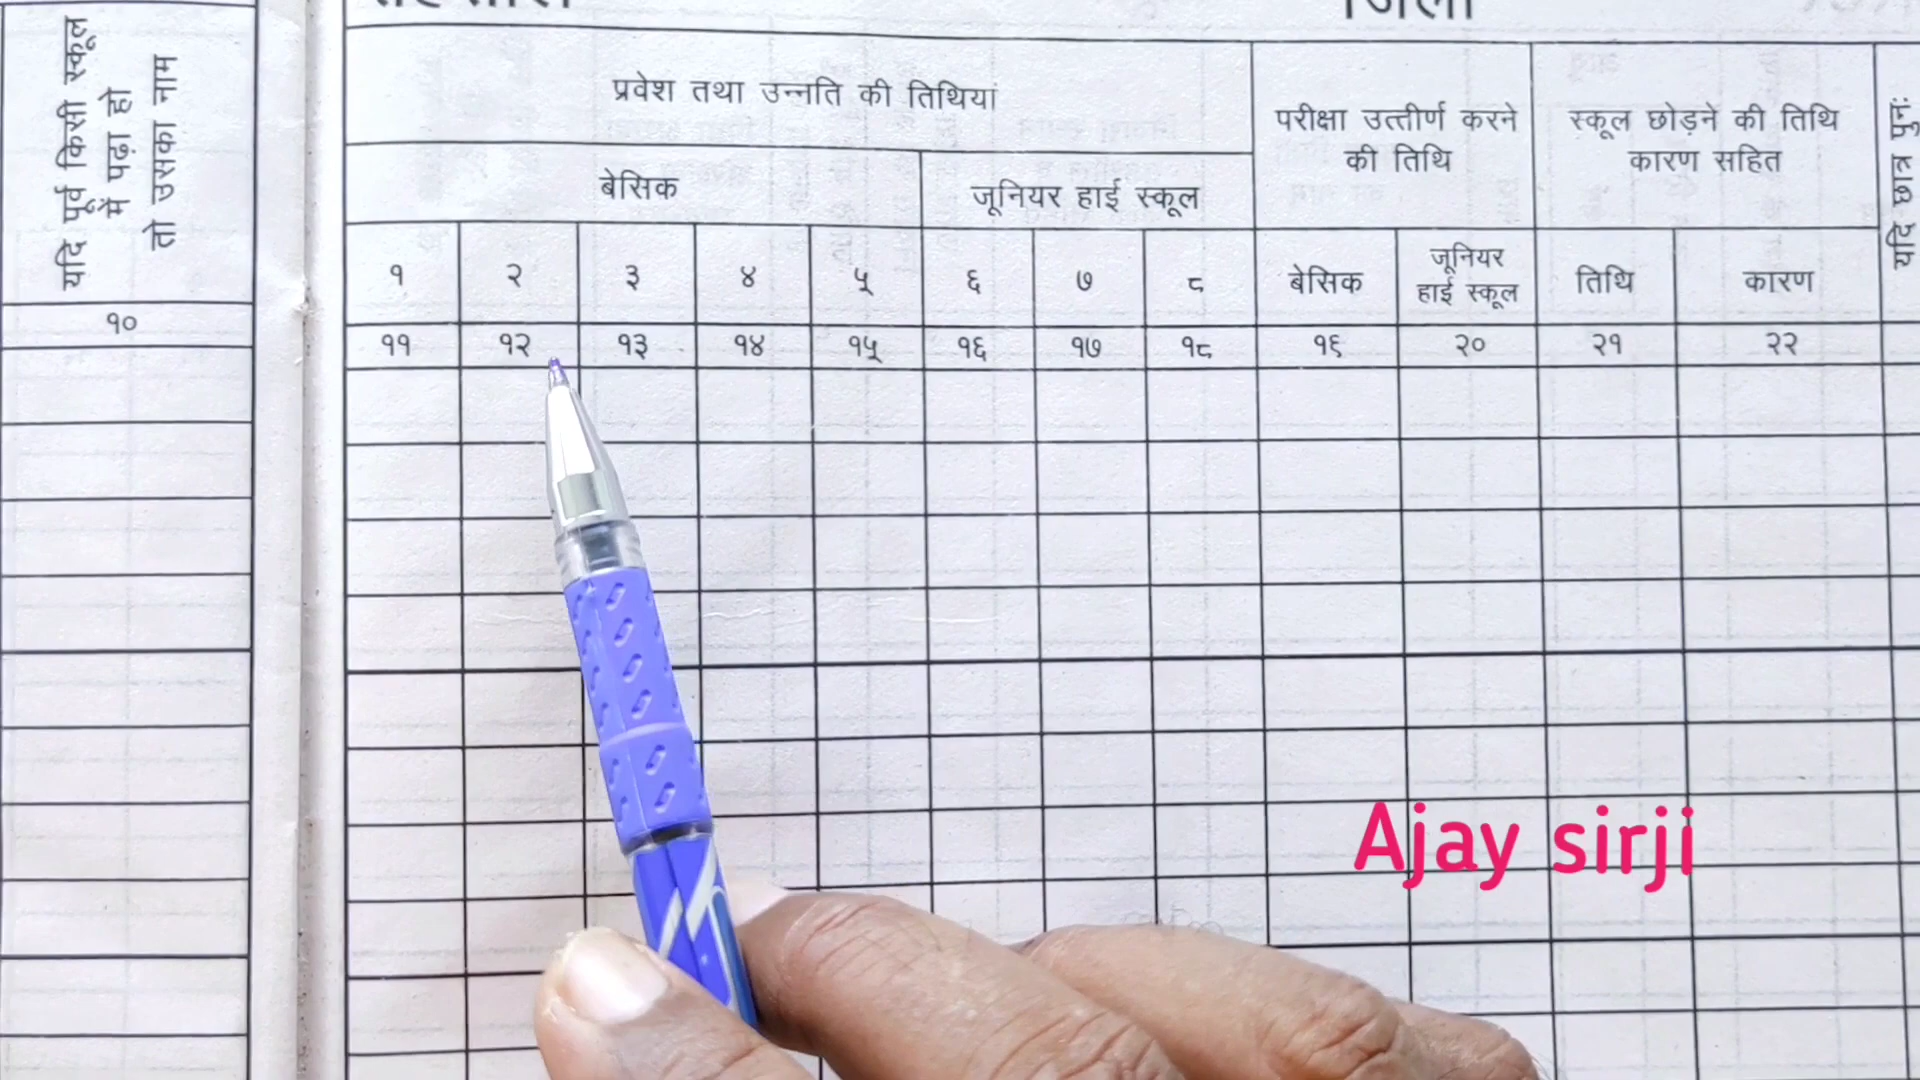 जिला
यदि पूर्व किसी स्कूल
में पढ़ा हो
तो उसका नाम
१०
प्रवेश तथा उन्नति की तिथियां
बेसिक
जूनियर हाई स्कूल
१ २ ३ ४ ५ ६ ७ ८
परीक्षा उत्तीर्ण करने
की तिथि
बेसिक
जूनियर
हाई स्कूल
स्कूल छोड़ने की तिथि
कारण सहित
तिथि
कारण
यदि छात्र पुनः
११ १२ १३ १४ १५ १६ १७ १८ १९ २० २१ २२
Ajay sirji